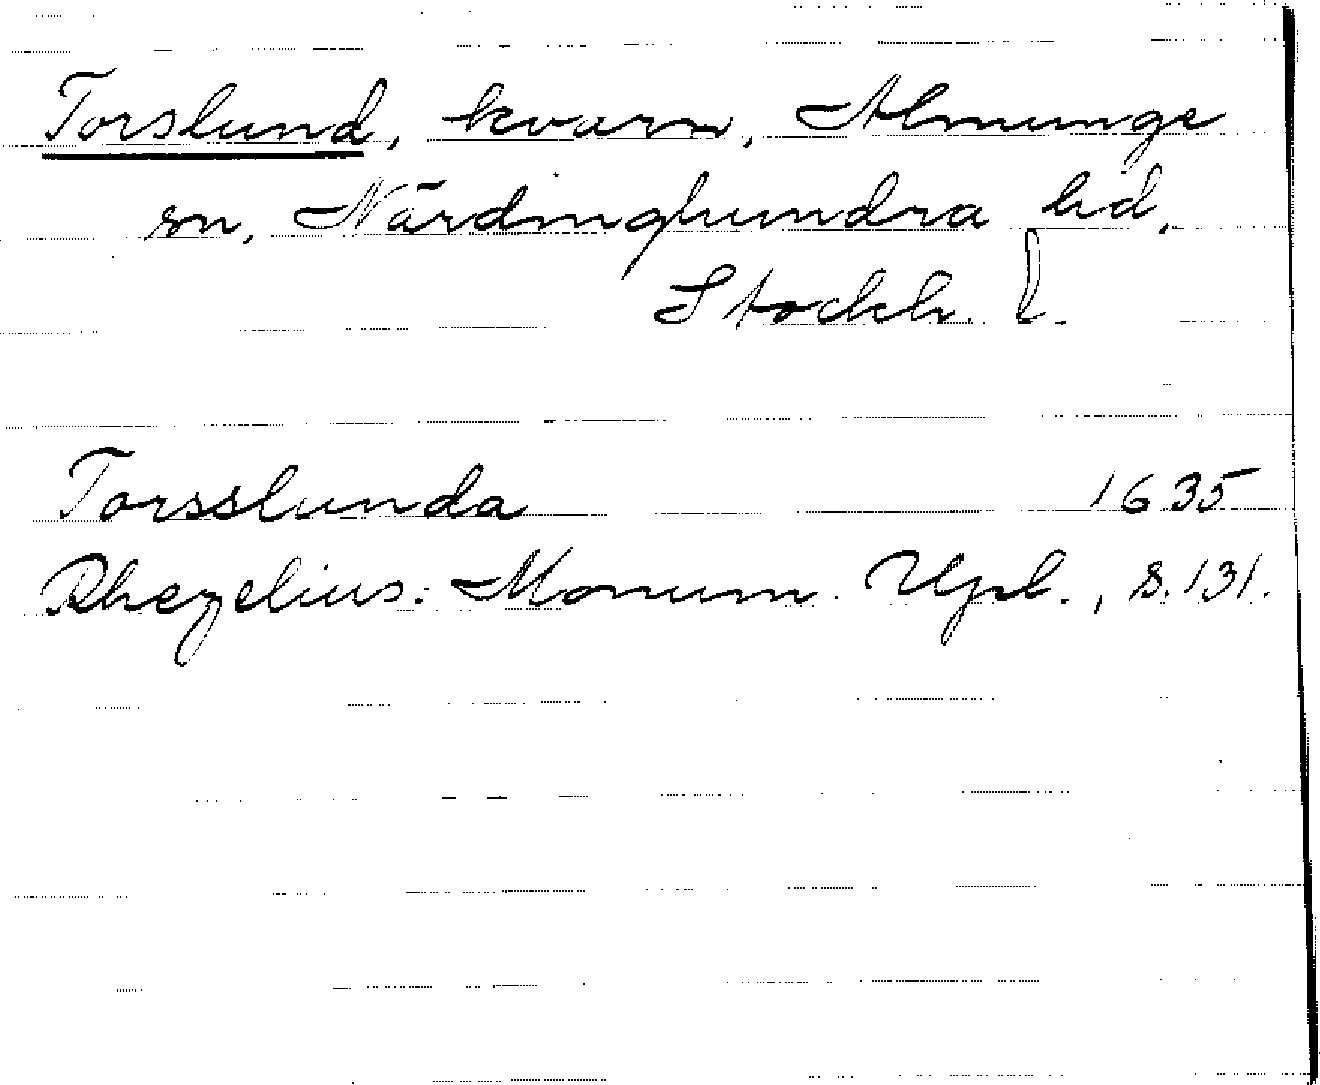 Torslund, kvarn, Almunge
sn, Närdinghundra hd,
Stockh. l.
Torsslunda 1635
Rhezelius: Monum. Upl., s. 131.